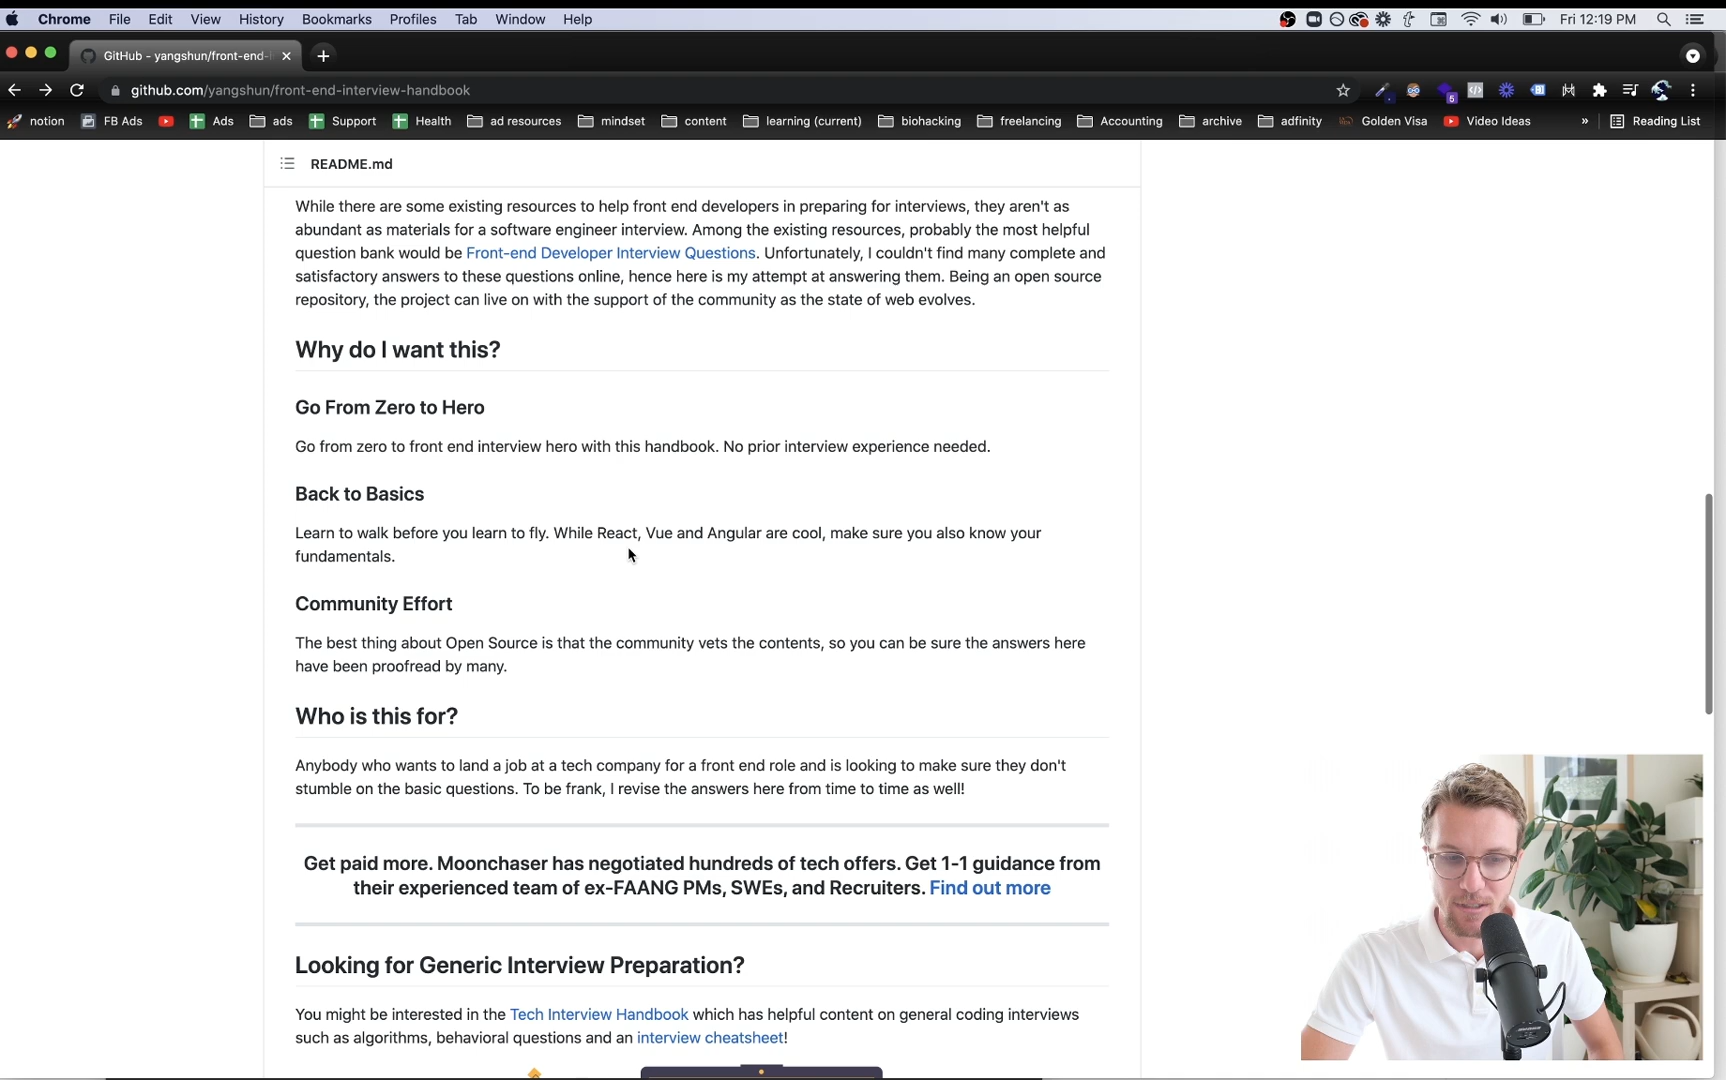 Chrome File Edit View History Bookmarks Profiles Tab Window Help Fri 12:19 PM
GitHub - yangshun/front-end-
github.com/yangshun/front-end-interview-handbook
6
notion FB Ads Ads ads Support Health ad resources mindset content learning (current) biohacking freelancing Accounting archive adfinity Golden Visa Video Ideas » Reading List
README.md
While there are some existing resources to help front end developers in preparing for interviews, they aren't as
abundant as materials for a software engineer interview. Among the existing resources, probably the most helpful
question bank would be Front-end Developer Interview Questions. Unfortunately, I couldn't find many complete and
satisfactory answers to these questions online, hence here is my attempt at answering them. Being an open source
repository, the project can live on with the support of the community as the state of web evolves.
Why do I want this?
Go From Zero to Hero
Go from zero to front end interview hero with this handbook. No prior interview experience needed.
Back to Basics
Learn to walk before you learn to fly. While React, Vue and Angular are cool, make sure you also know your
fundamentals.
Community Effort
The best thing about Open Source is that the community vets the contents, so you can be sure the answers here
have been proofread by many.
Who is this for?
Anybody who wants to land a job at a tech company for a front end role and is looking to make sure they don't
stumble on the basic questions. To be frank, I revise the answers here from time to time as well!
Get paid more. Moonchaser has negotiated hundreds of tech offers. Get 1-1 guidance from
their experienced team of ex-FAANG PMs, SWEs, and Recruiters. Find out more
Looking for Generic Interview Preparation?
You might be interested in the Tech Interview Handbook which has helpful content on general coding interviews
such as algorithms, behavioral questions and an interview cheatsheet!